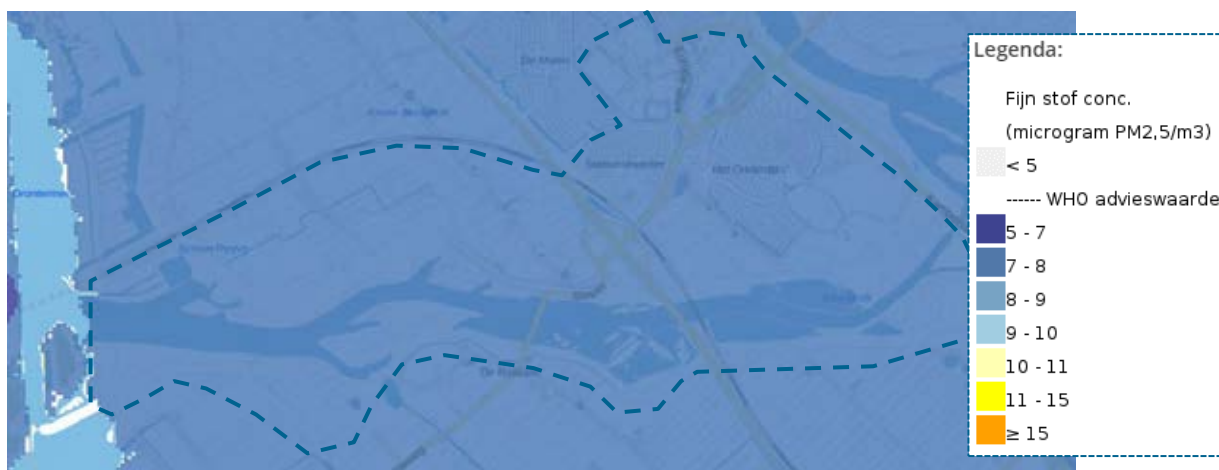 Legenda:
Fijn stof conc.
(microgram PM2,5/m3)
< 5
------ WHO advieswaarde
5 - 7
7 - 8
8 - 9
9 - 10
10 - 11
11 - 15
≥ 15